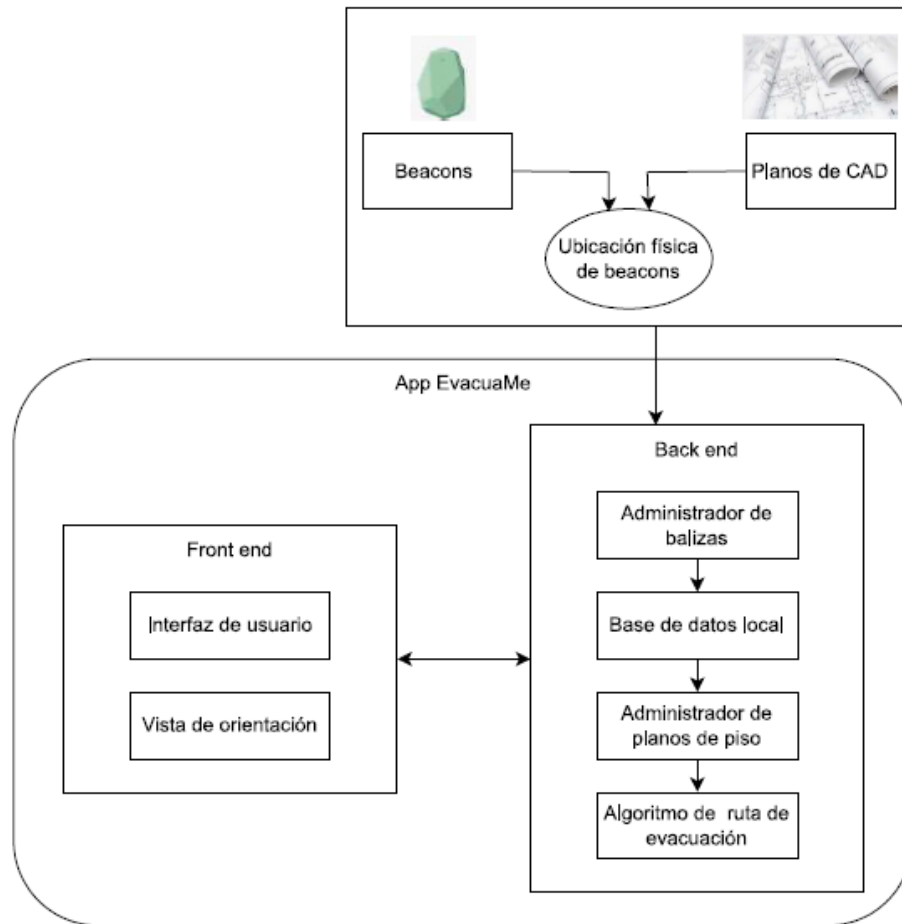 Beacons
Planos de CAD
Ubicación física
de beacons
App EvacuaMe
Back end
Administrador de
balizas
Base de datos local
Administrador de
planos de piso
Algoritmo de ruta de
evacuación
Front end
Interfaz de usuario
Vista de orientación